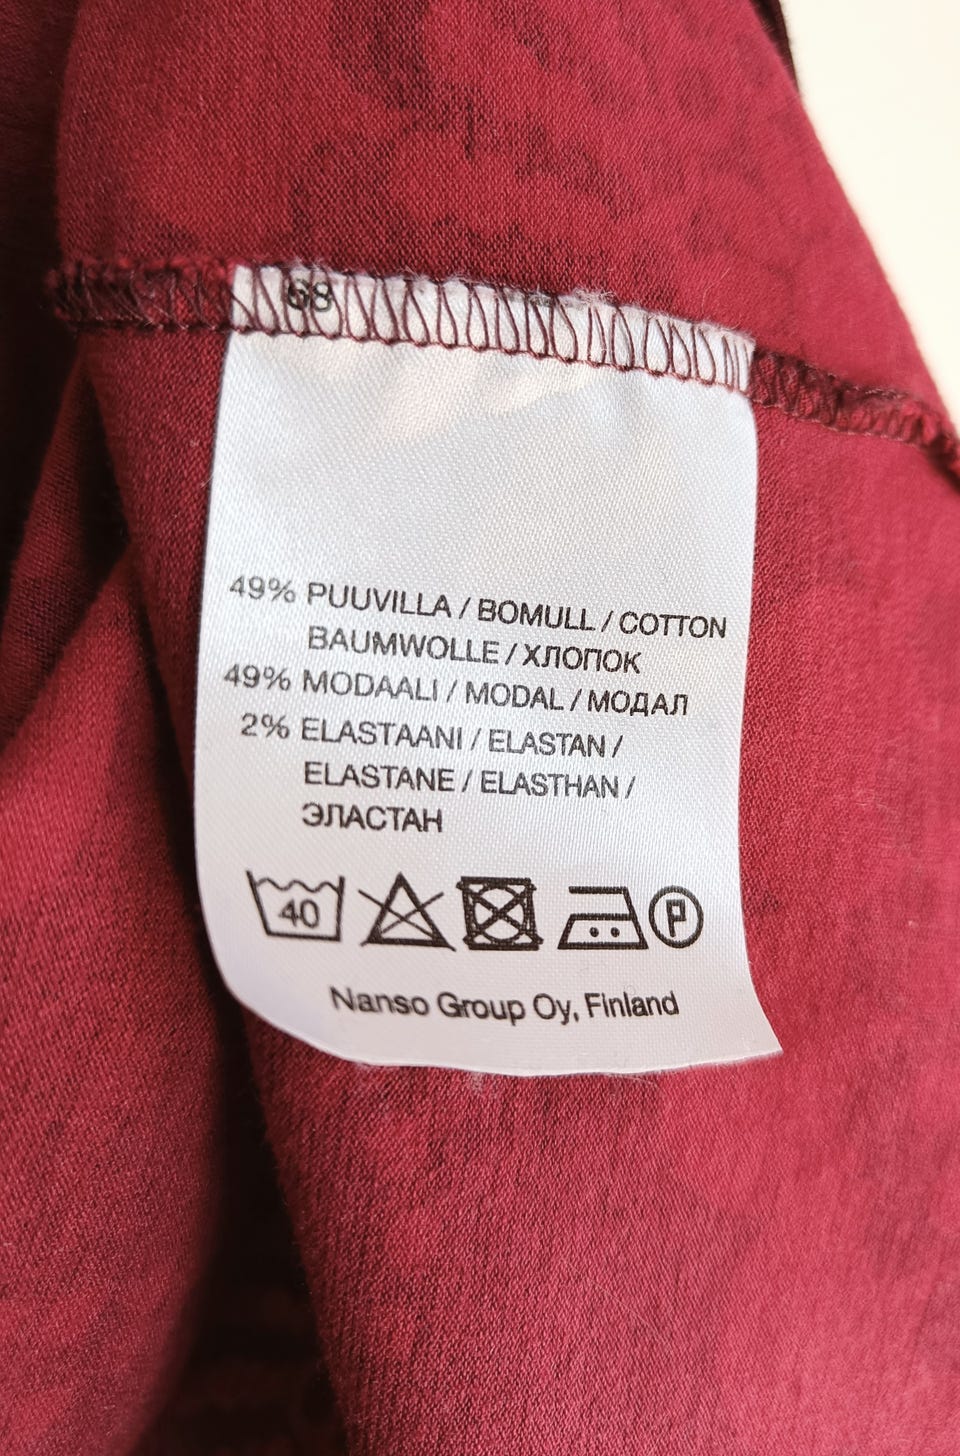 68
49% PUUVILLA / BOMULL / COTTON
BAUMWOLLE / ХЛОПОК
49% MODAALI / MODAL / МОДАЛ
2% ELASTAANI / ELASTAN /
ELASTANE / ELASTHAN /
ЭЛАСТАН
40 P
Nanso Group Oy, Finland